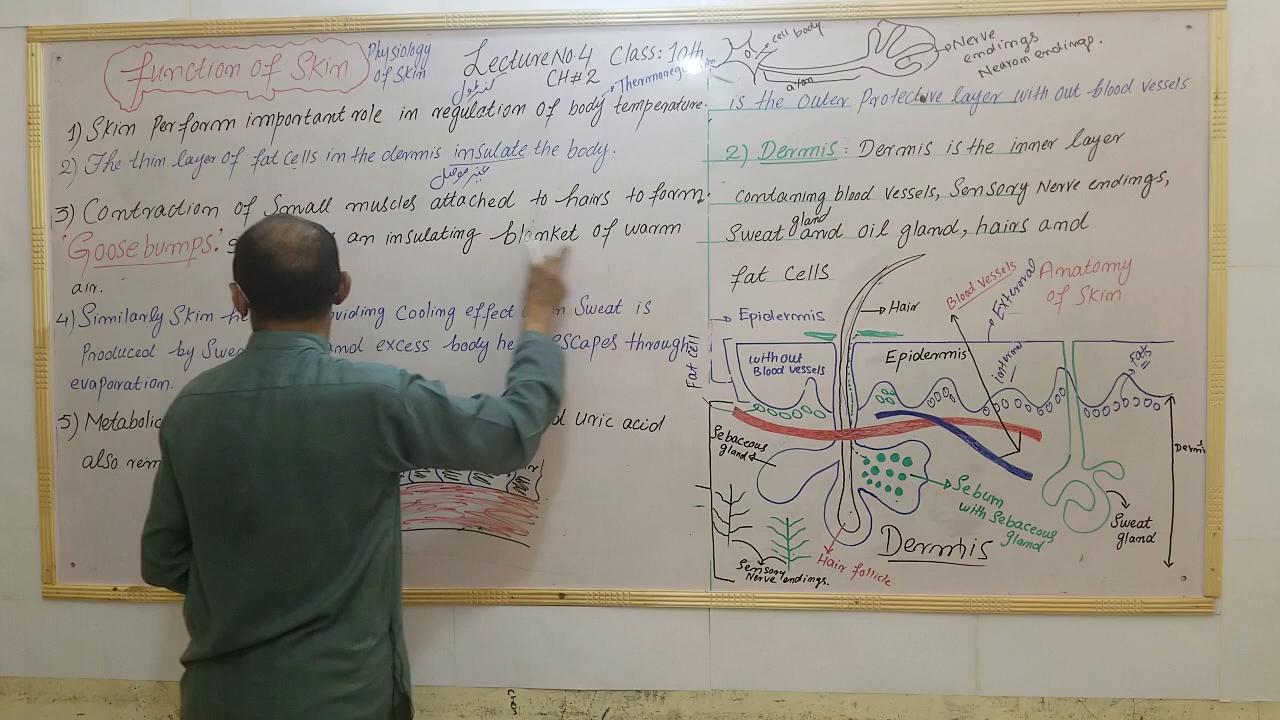 Function of Skin
Physiology
of Skin
Lecture No.4 Class: 10th
CH#2
کنٹرول
Thermoregulation
1) Skin perform important role in regulation of body temperature.
2) The thin layer of fat cells in the dermis insulate the body.
غیر موصل
3) Contraction of Small muscles attached to hairs to form
'Goosebumps.' an insulating blanket of warm
air.
4) Similarly Skin providing Cooling effect Sweat is
Produced by and excess body escapes through
evaporation.
5) Metabolic uric acid
also
cell body
axon
Nerve
endings
Neuron endings.
is the outer Protective layer with out blood vessels
2) Dermis: Dermis is the inner layer
containing blood vessels, Sensory Nerve endings,
gland
Sweat and oil gland, hairs and
fat cells
Anatomy
of Skin
Blood vessels
External
Hair
Epidermis
Fat Cell
without
Blood vessels
Epidermis
internal
Fats
Sebaceous
gland
Sebum
with Sebaceous
gland
Sweat
gland
Dermis
Hair follicle
Sensory
Nerve endings.